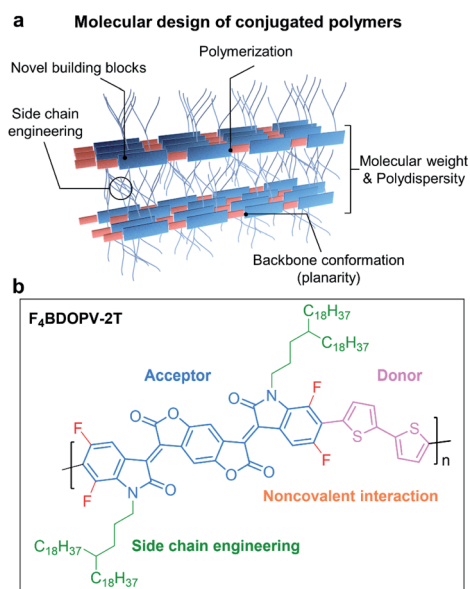 a Molecular design of conjugated polymers
Polymerization
Novel building blocks
Side chain
engineering
Molecular weight
& Polydispersity
Backbone conformation
(planarity)
b
F₄BDOPV-2T
C₁₈H₃₇
C₁₈H₃₇
Acceptor
Donor
N
F
O
O
O
S
S
n
F
F
O
O
F
N
O
Noncovalent interaction
C₁₈H₃₇
C₁₈H₃₇
Side chain engineering